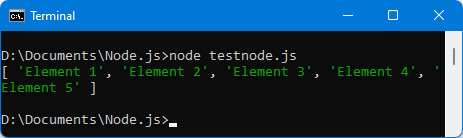 Terminal
D:\Documents\Node.js>node testnode.js
[ 'Element 1', 'Element 2', 'Element 3', 'Element 4', '
Element 5' ]
D:\Documents\Node.js>